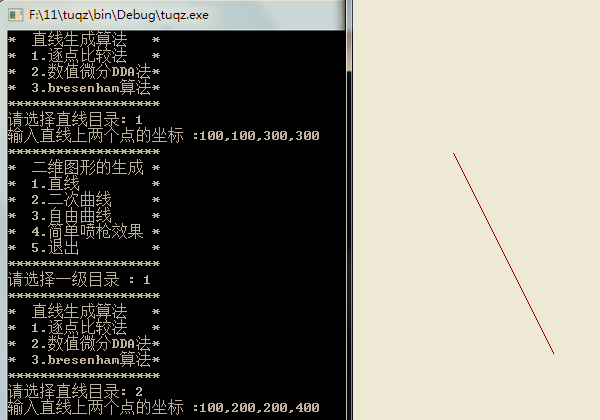 F:\11\tuqz\bin\Debug\tuqz.exe
* 直线生成算法 *
* 1.逐点比较法 *
* 2.数值微分DDA法*
* 3.bresenham算法*
*******************
请选择直线目录: 1
输入直线上两个点的坐标 :100,100,300,300
*******************
* 二维图形的生成 *
* 1.直线 *
* 2.二次曲线 *
* 3.自由曲线 *
* 4.简单喷枪效果 *
* 5.退出 *
*******************
请选择一级目录 : 1
*******************
* 直线生成算法 *
* 1.逐点比较法 *
* 2.数值微分DDA法*
* 3.bresenham算法*
*******************
请选择直线目录: 2
输入直线上两个点的坐标 :100,200,200,400